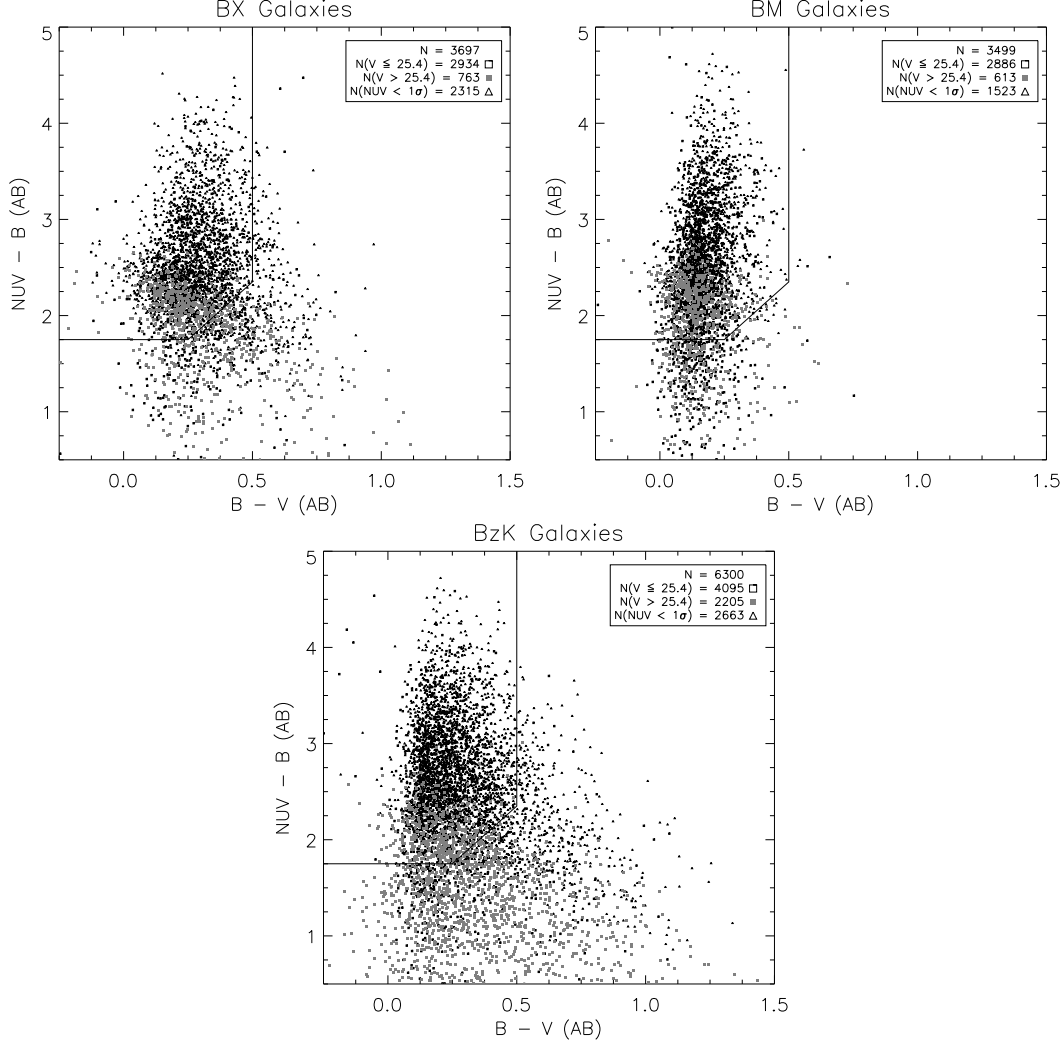 BX Galaxies
N = 3697
N(V ≤ 25.4) = 2934
N(V > 25.4) = 763
N(NUV < 1σ) = 2315
5
4
3
2
1
NUV − B (AB)
0.0 0.5 1.0 1.5
B − V (AB)
BM Galaxies
N = 3499
N(V ≤ 25.4) = 2886
N(V > 25.4) = 613
N(NUV < 1σ) = 1523
5
4
3
2
1
NUV − B (AB)
0.0 0.5 1.0 1.5
B − V (AB)
BzK Galaxies
N = 6300
N(V ≤ 25.4) = 4095
N(V > 25.4) = 2205
N(NUV < 1σ) = 2663
5
4
3
2
1
NUV − B (AB)
0.0 0.5 1.0 1.5
B − V (AB)